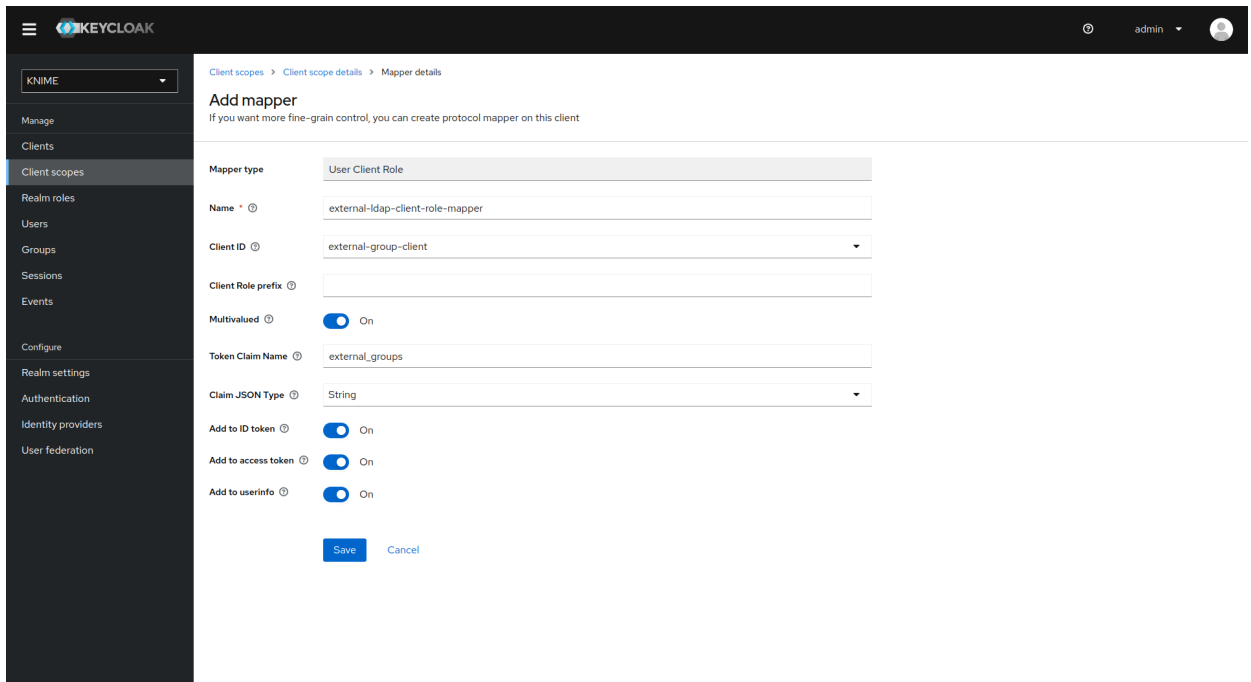 KEYCLOAK
admin
KNIME
Manage
Clients
Client scopes
Realm roles
Users
Groups
Sessions
Events
Configure
Realm settings
Authentication
Identity providers
User federation
Client scopes > Client scope details > Mapper details
Add mapper
If you want more fine-grain control, you can create protocol mapper on this client
Mapper type User Client Role
Name * external-ldap-client-role-mapper
Client ID external-group-client
Client Role prefix
Multivalued On
Token Claim Name external_groups
Claim JSON Type String
Add to ID token On
Add to access token On
Add to userinfo On
Save Cancel